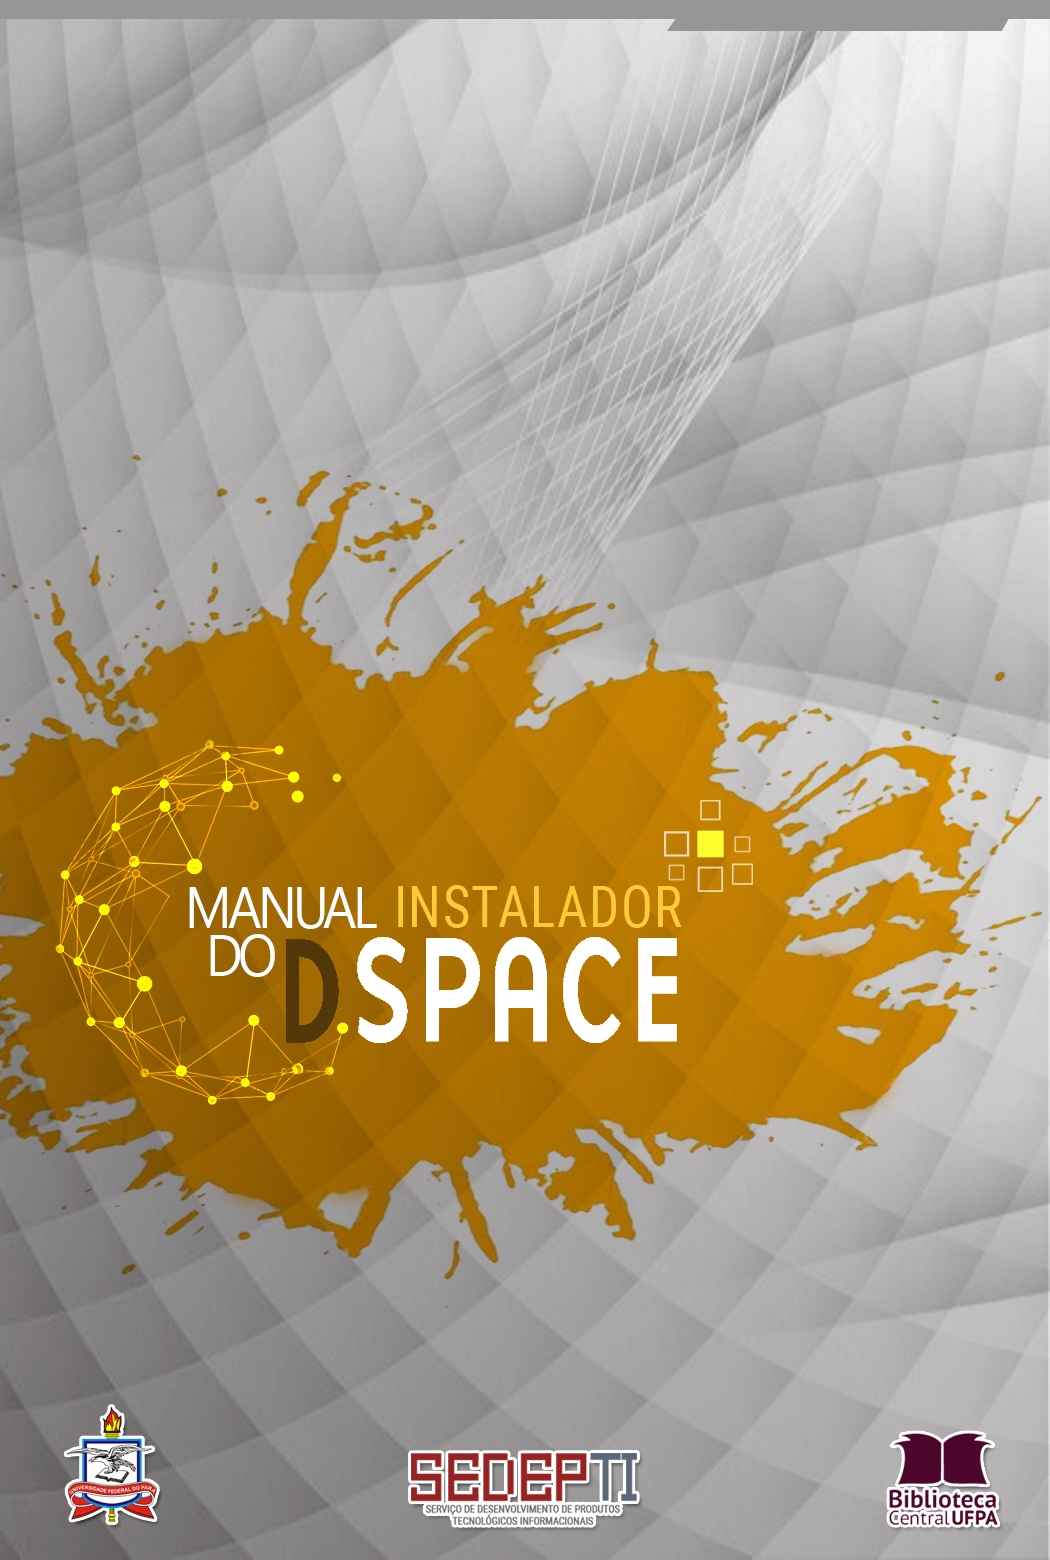 MANUAL INSTALADOR
DO DSPACE
UNIVERSIDADE FEDERAL DO PARÁ
SEDEPTI
SERVIÇO DE DESENVOLVIMENTO DE PRODUTOS
TECNOLÓGICOS INFORMACIONAIS
Biblioteca
Central UFPA